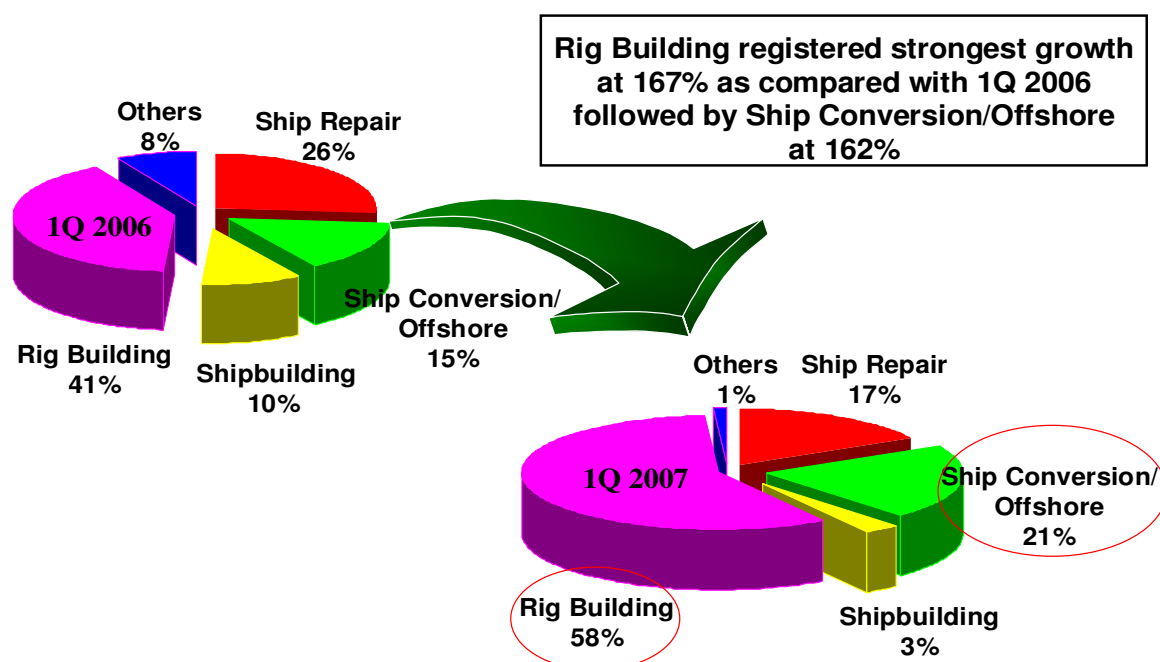 Rig Building registered strongest growth
at 167% as compared with 1Q 2006
followed by Ship Conversion/Offshore
at 162%
Others
8%
Ship Repair
26%
1Q 2006
Ship Conversion/
Offshore
15%
Rig Building
41%
Shipbuilding
10%
Others
1%
Ship Repair
17%
1Q 2007
Ship Conversion/
Offshore
21%
Rig Building
58%
Shipbuilding
3%